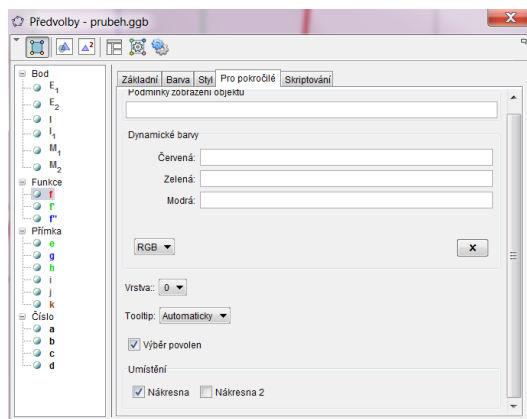 Předvolby - prubeh.ggb
Základní Barva Styl Pro pokročilé Skriptování
Bod
E1
E2
I
I1
M1
M2
Funkce
f
f'
f''
Přímka
e
g
h
i
j
k
Číslo
a
b
c
d
Podmínky zobrazení objektu
Dynamické barvy
Červená:
Zelená:
Modrá:
RGB
x
Vrstva:: 0
Tooltip: Automaticky
Výběr povolen
Umístění
Nákresna Nákresna 2